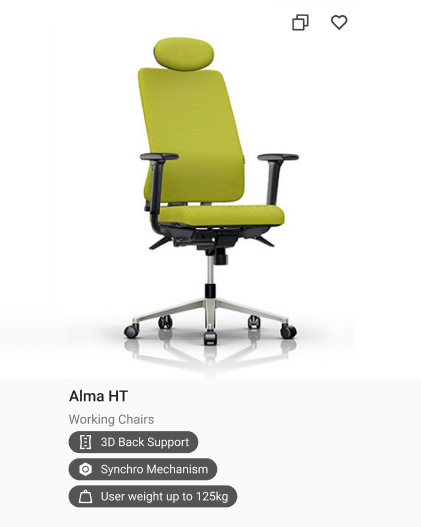 Alma HT
Working Chairs
3D Back Support
Synchro Mechanism
User weight up to 125kg